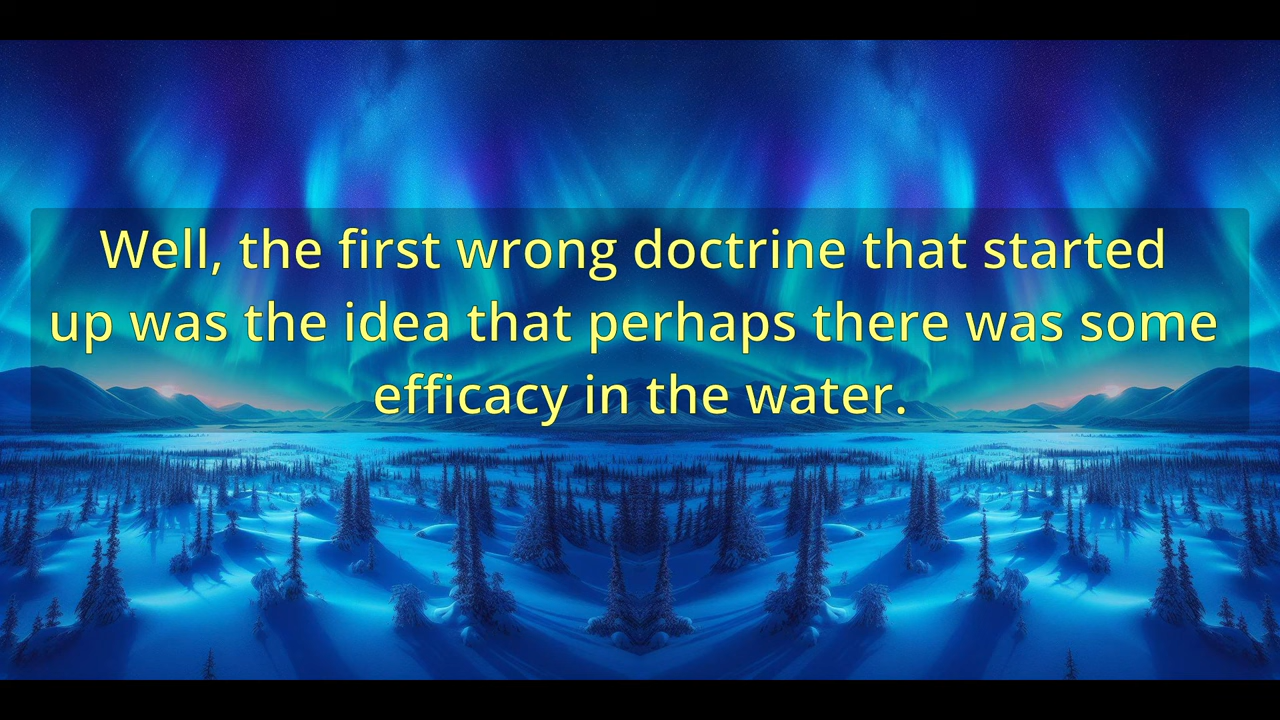 Well, the first wrong doctrine that started
up was the idea that perhaps there was some
efficacy in the water.